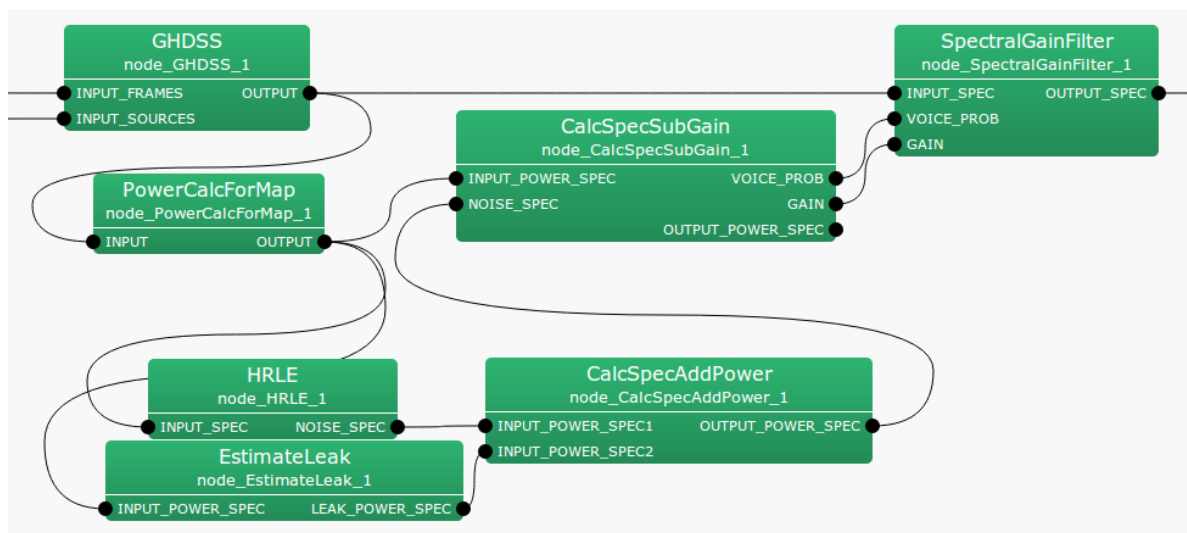 GHDSS
node_GHDSS_1
INPUT_FRAMES OUTPUT
INPUT_SOURCES
SpectralGainFilter
node_SpectralGainFilter_1
INPUT_SPEC OUTPUT_SPEC
VOICE_PROB
GAIN
CalcSpecSubGain
node_CalcSpecSubGain_1
INPUT_POWER_SPEC VOICE_PROB
NOISE_SPEC GAIN
OUTPUT_POWER_SPEC
PowerCalcForMap
node_PowerCalcForMap_1
INPUT OUTPUT
HRLE
node_HRLE_1
INPUT_SPEC NOISE_SPEC
CalcSpecAddPower
node_CalcSpecAddPower_1
INPUT_POWER_SPEC1 OUTPUT_POWER_SPEC
INPUT_POWER_SPEC2
EstimateLeak
node_EstimateLeak_1
INPUT_POWER_SPEC LEAK_POWER_SPEC